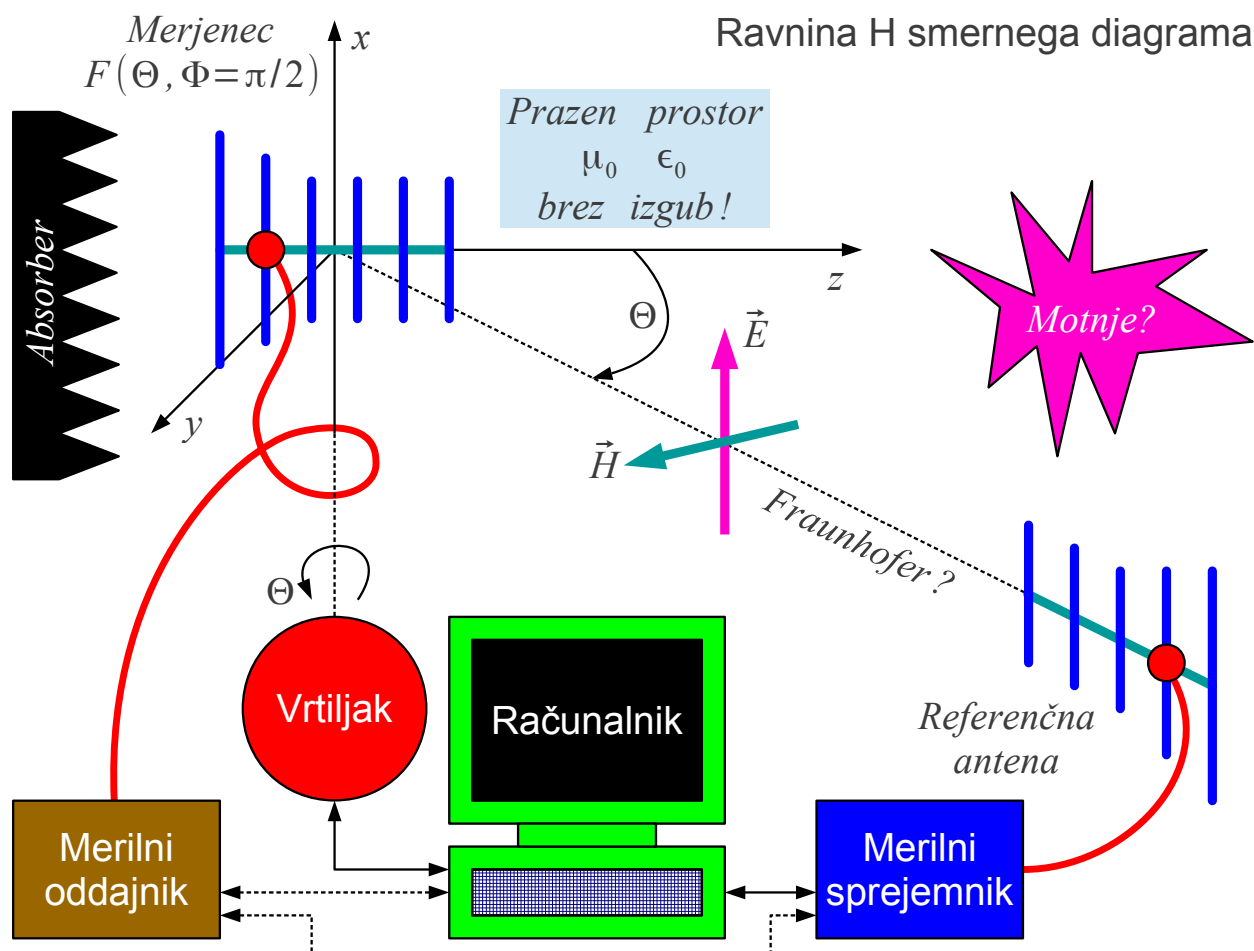 Ravnina H smernega diagrama
Merjenec
F(Θ, Φ=π/2)
x
Prazen prostor
μ₀ ϵ₀
brez izgub!
Absorber
z
y
Θ
E⃗
H⃗
Motnje?
Fraunhofer?
Θ
Vrtiljak
Računalnik
Referenčna
antena
Merilni
oddajnik
Merilni
sprejemnik